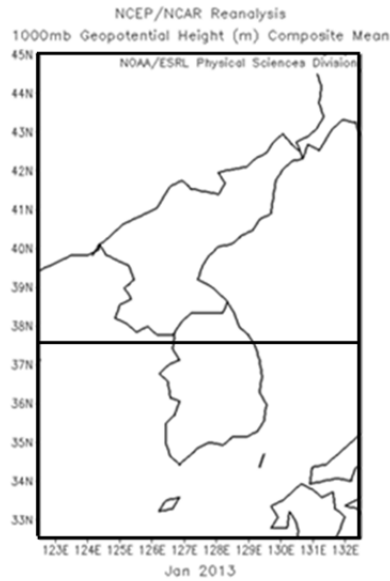 NCEP/NCAR Reanalysis
1000mb Geopotential Height (m) Composite Mean
NOAA/ESRL Physical Sciences Division
45N
44N
43N
42N
41N
40N
39N
38N
37N
36N
35N
34N
33N
123E 124E 125E 126E 127E 128E 129E 130E 131E 132E
Jan 2013